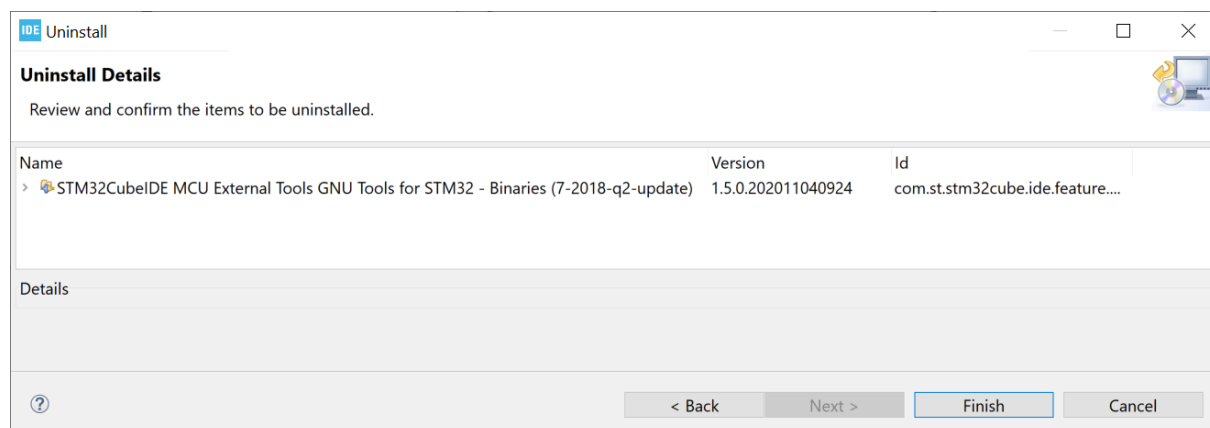 IDE Uninstall
Uninstall Details
Review and confirm the items to be uninstalled.
Name Version Id
> STM32CubeIDE MCU External Tools GNU Tools for STM32 - Binaries (7-2018-q2-update) 1.5.0.202011040924 com.st.stm32cube.ide.feature....
Details
? < Back Next > Finish Cancel